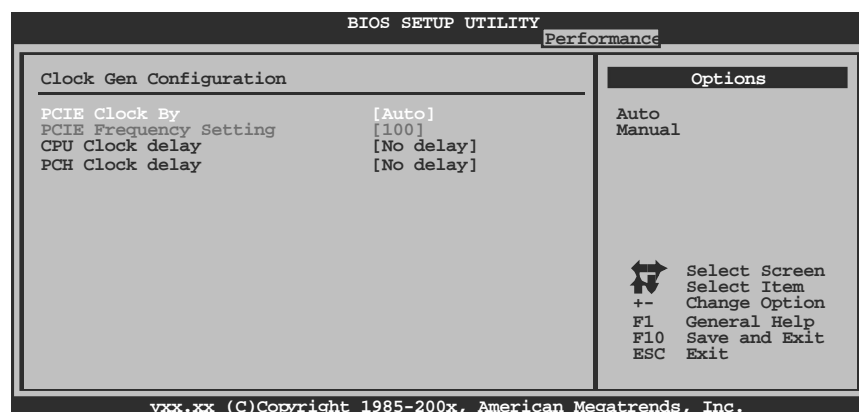 BIOS SETUP UTILITY
Performance
Clock Gen Configuration
PCIE Clock By [Auto]
PCIE Frequency Setting [100]
CPU Clock delay [No delay]
PCH Clock delay [No delay]
Options
Auto
Manual
Select Screen
Select Item
+- Change Option
F1 General Help
F10 Save and Exit
ESC Exit
vxx.xx (C)Copyright 1985-200x, American Megatrends, Inc.